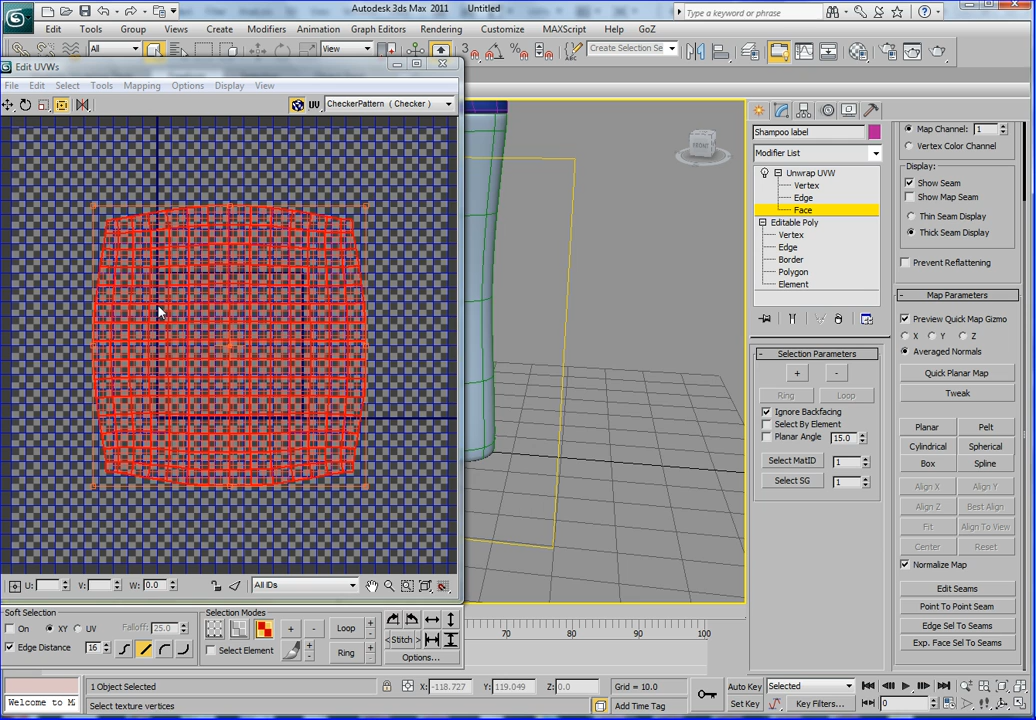 Autodesk 3ds Max 2011 Untitled
Type a keyword or phrase
Edit Tools Group Views Create Modifiers Animation Graph Editors Rendering Customize MAXScript Help NoGo GoZ
All View Create Selection Se
Edit UVWs
File Edit Select Tools Mapping Options Display View
UV CheckerPattern ( Checker )
FRONT
Shampoo label
Modifier List
Unwrap UVW
Vertex
Edge
Face
Editable Poly
Vertex
Edge
Border
Polygon
Element
Selection Parameters
+ -
Ring Loop
Ignore Backfacing
Select By Element
Planar Angle 15.0
Select MatID 1
Select SG 1
Map Channel: 1
Vertex Color Channel
Display:
Show Seam
Show Map Seam
Thin Seam Display
Thick Seam Display
Prevent Reflattening
Map Parameters
Preview Quick Map Gizmo
X Y Z
Averaged Normals
Quick Planar Map
Tweak
Planar Pelt
Cylindrical Spherical
Box Spline
Align X Align Y
Align Z Best Align
Fit Align To View
Center Reset
Normalize Map
Edit Seams
Point To Point Seam
Edge Sel To Seams
Exp. Face Sel To Seams
U: V: W: 0.0 All IDs
Soft Selection
On XY UV Falloff: 25.0
Edge Distance 16
Selection Modes
+ - Loop
Select Element Ring
Stitch
Options...
70 80 90 100
1 Object Selected X: -118.727 Y: 119.049 Z: 0.0 Grid = 10.0 Auto Key Selected
Welcome to M Select texture vertices Add Time Tag Set Key Key Filters... 0